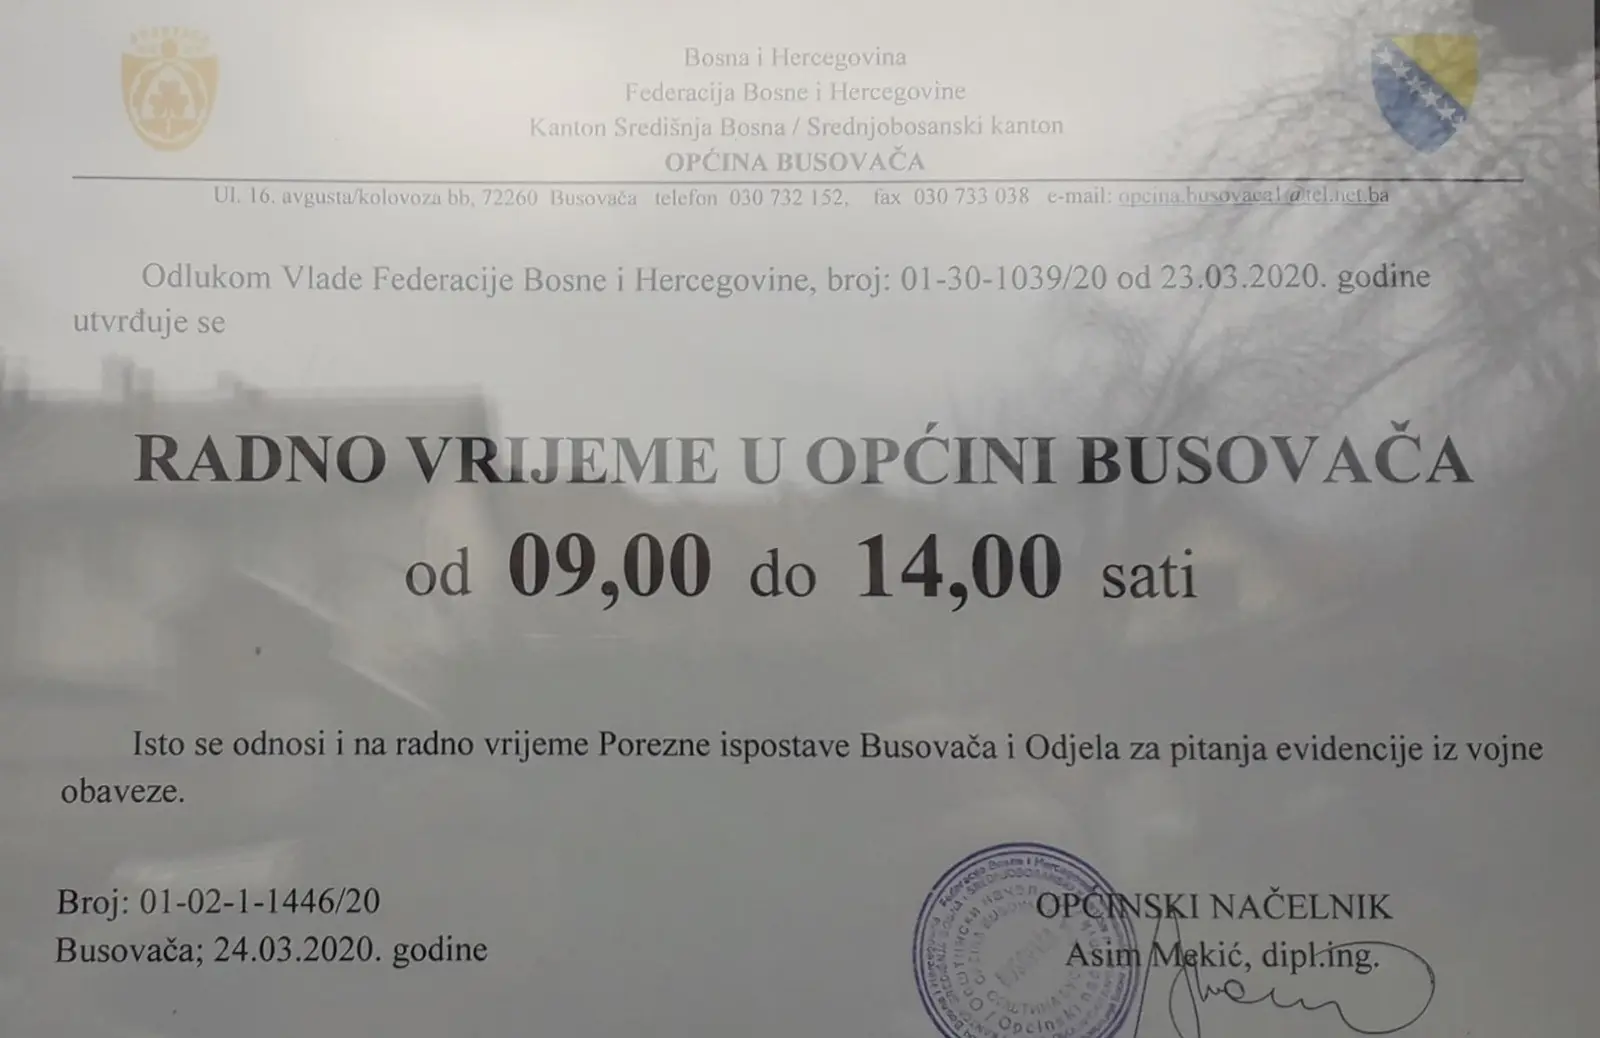 Bosna i Hercegovina
Federacija Bosne i Hercegovine
Kanton Središnja Bosna / Srednjobosanski kanton
OPĆINA BUSOVAČA
Ul. 16. avgusta/kolovoza bb, 72260 Busovača telefon 030 732 152, fax 030 733 038 e-mail: opcina.busovaca1@tel.net.ba
Odlukom Vlade Federacije Bosne i Hercegovine, broj: 01-30-1039/20 od 23.03.2020. godine
utvrđuje se
RADNO VRIJEME U OPĆINI BUSOVAČA
od 09,00 do 14,00 sati
Isto se odnosi i na radno vrijeme Porezne ispostave Busovača i Odjela za pitanja evidencije iz vojne
obaveze.
Broj: 01-02-1-1446/20
Busovača; 24.03.2020. godine
OPĆINSKI NAČELNIK
Asim Mekić, dipl.ing.